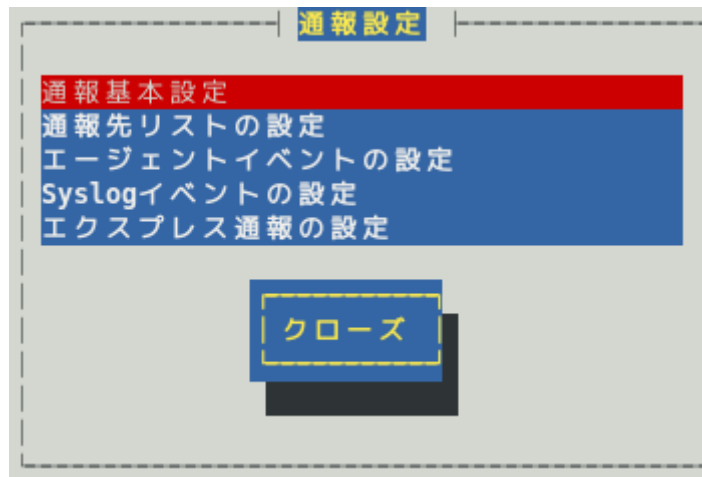 通報設定
通報基本設定
通報先リストの設定
エージェントイベントの設定
Syslogイベントの設定
エクスプレス通報の設定
クローズ